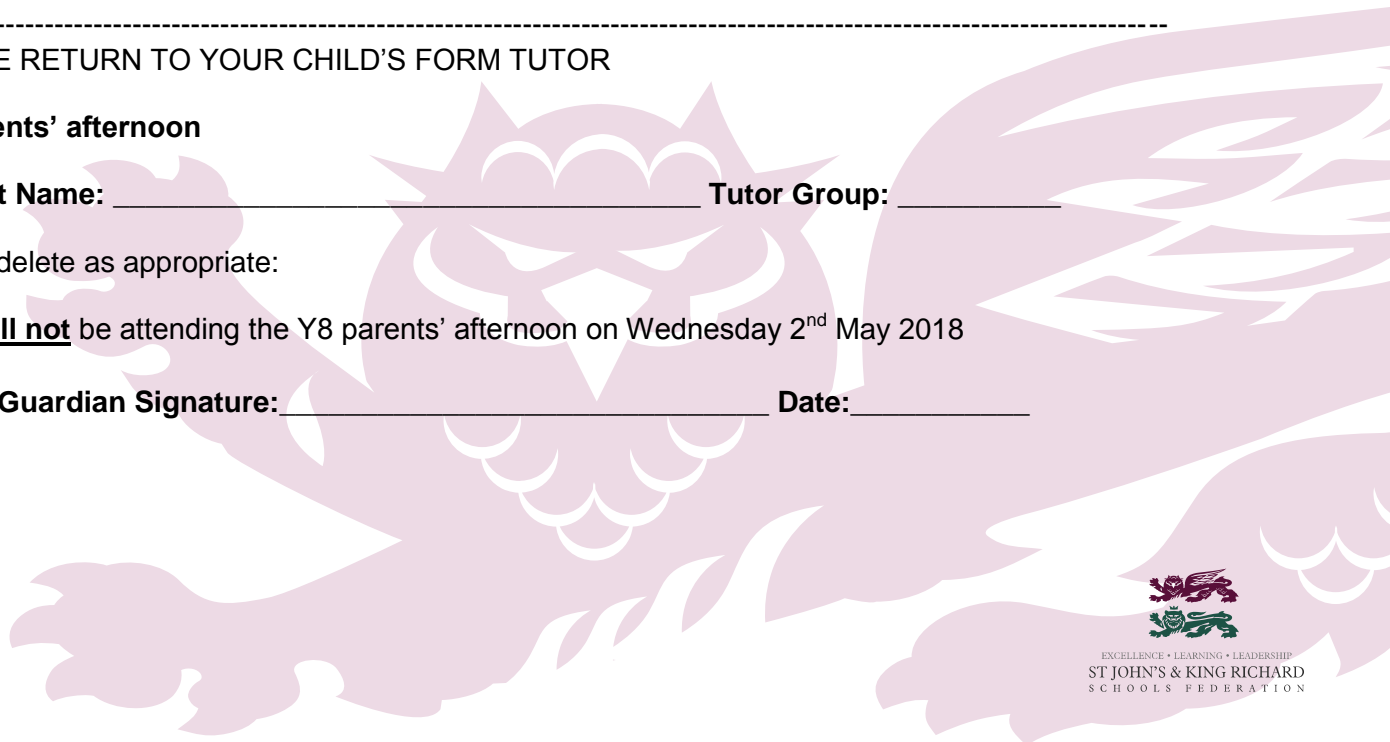 E RETURN TO YOUR CHILD’S FORM TUTOR
ents’ afternoon
t Name: ____________________________________ Tutor Group: __________
delete as appropriate:
ll not be attending the Y8 parents’ afternoon on Wednesday 2nd May 2018
Guardian Signature:______________________________ Date:___________
EXCELLENCE • LEARNING • LEADERSHIP
ST JOHN’S & KING RICHARD
SCHOOLS FEDERATION